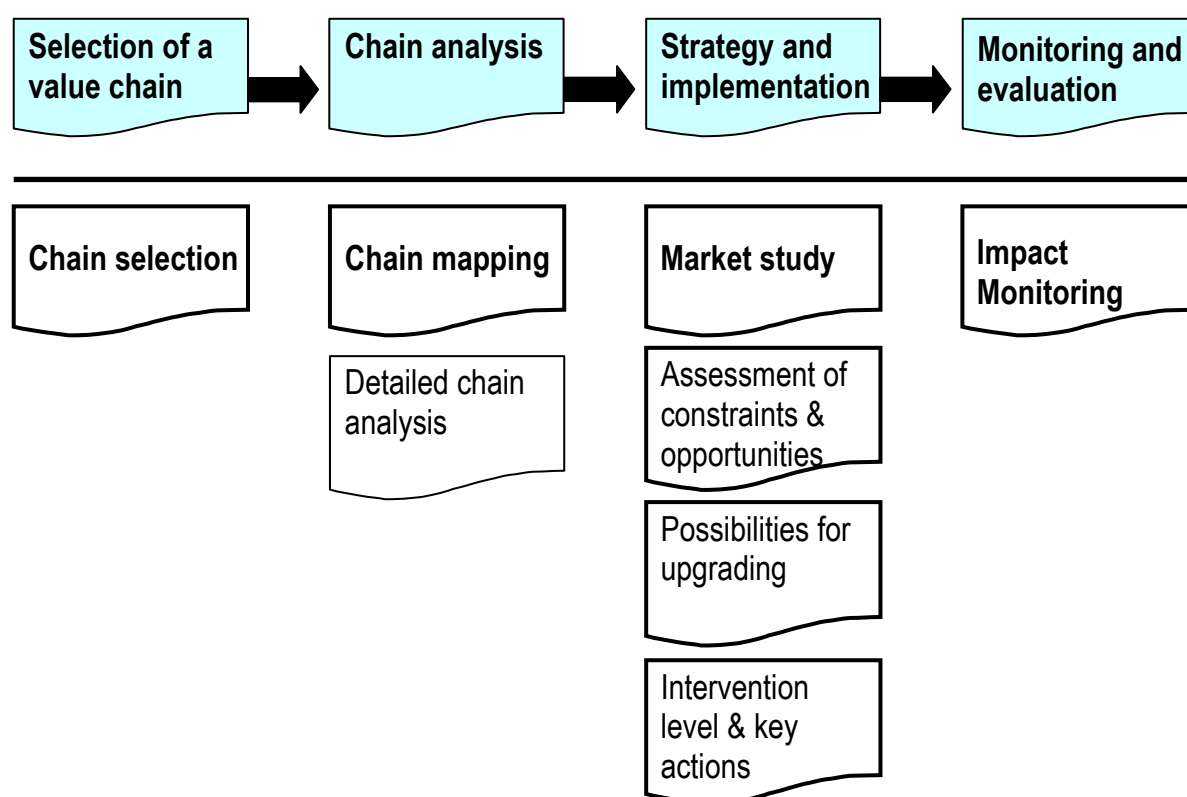 Selection of a
value chain
Chain analysis
Strategy and
implementation
Monitoring and
evaluation
Chain selection
Chain mapping
Market study
Impact
Monitoring
Detailed chain
analysis
Assessment of
constraints &
opportunities
Possibilities for
upgrading
Intervention
level & key
actions